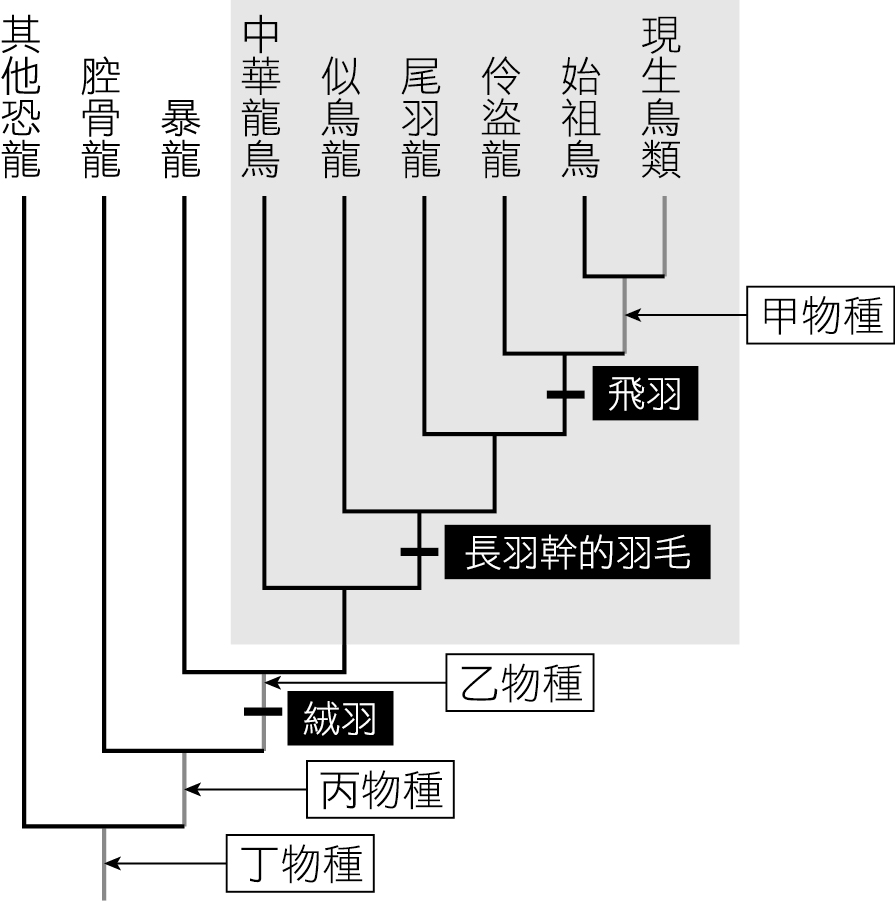 其他恐龍
腔骨龍
暴龍
中華龍鳥
似鳥龍
尾羽龍
伶盜龍
始祖鳥
現生鳥類
甲物種
飛羽
長羽幹的羽毛
乙物種
絨羽
丙物種
丁物種